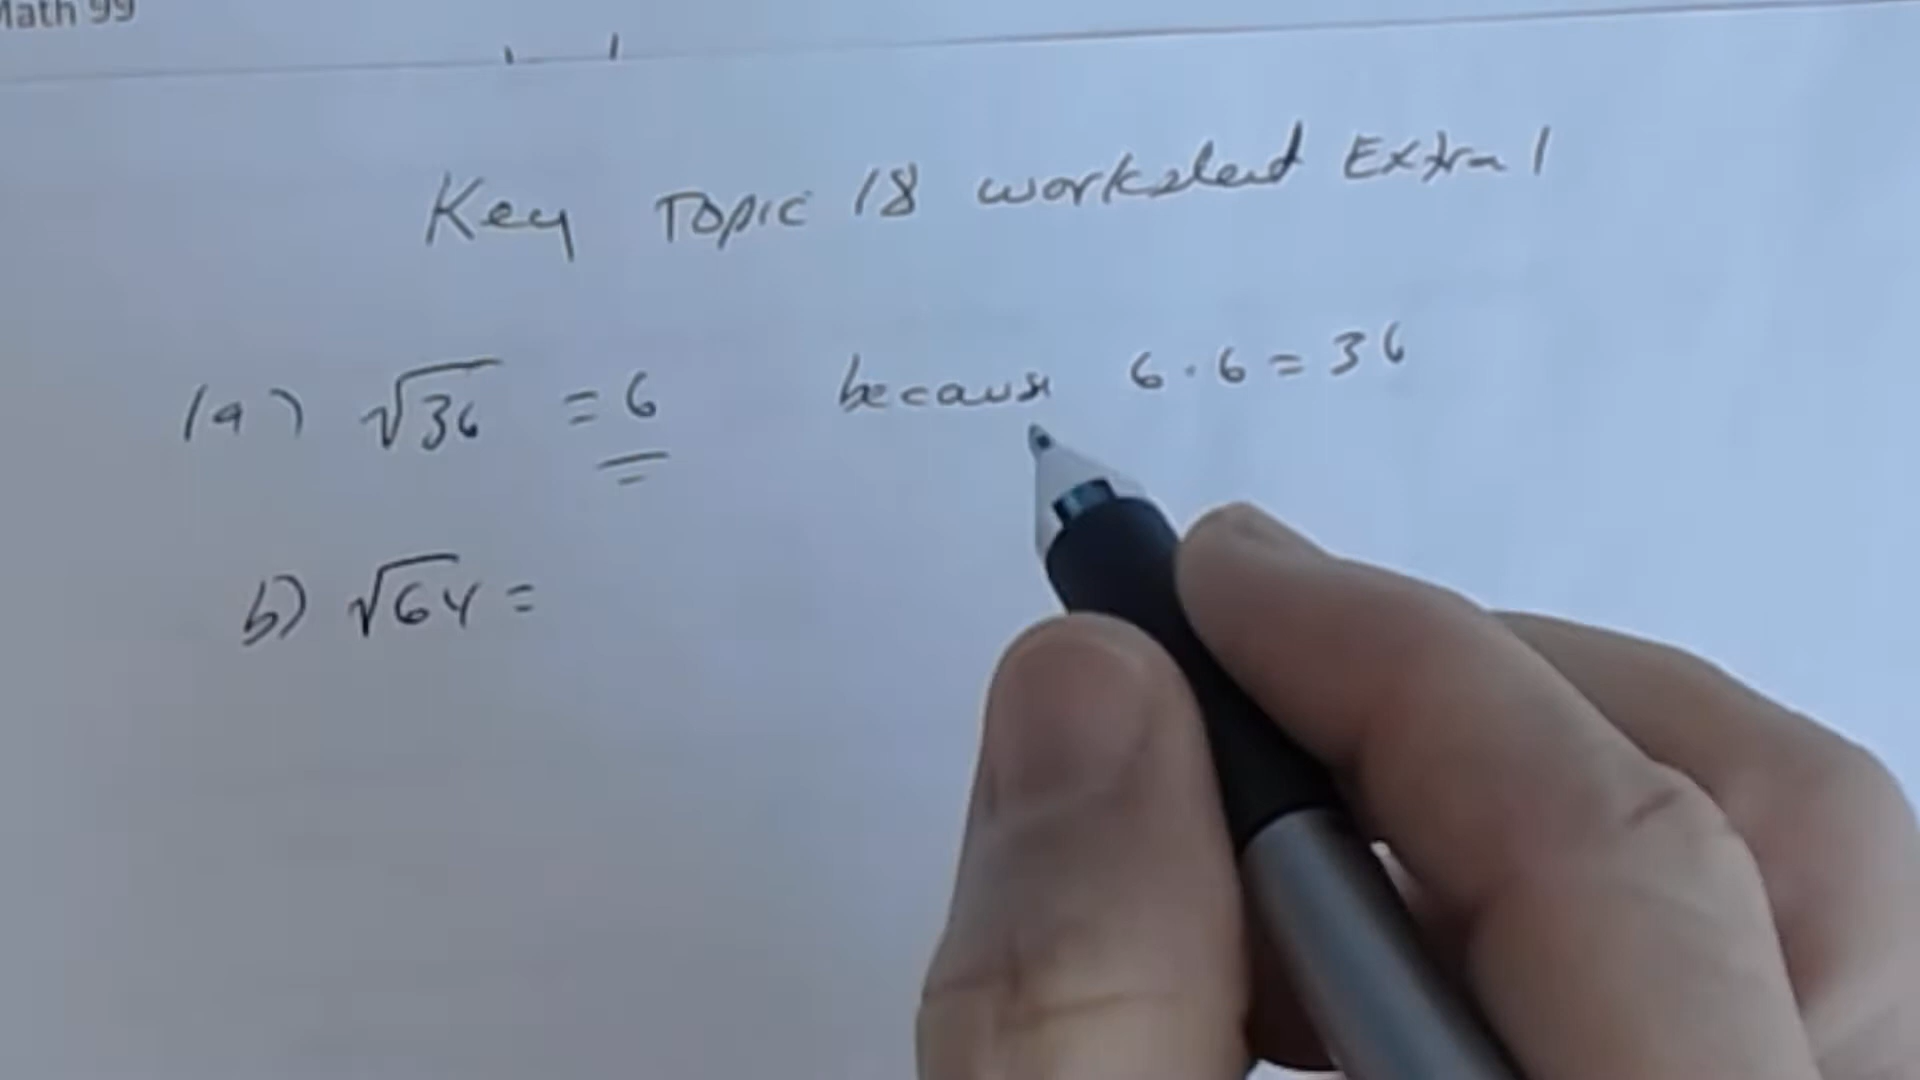 Math 99
Key Topic 18 worksheet Extra 1
1a) √36 = 6 because 6·6 = 36
b) √64 =